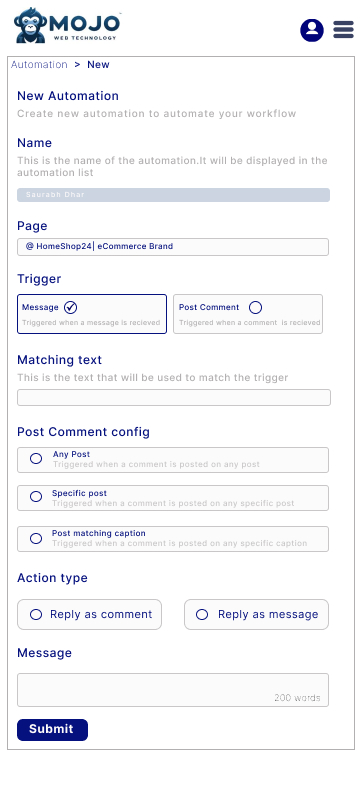 MOJO
WEB TECHNOLOGY
Automation > New
New Automation
Create new automation to automate your workflow
Name
This is the name of the automation.It will be displayed in the
automation list
Saurabh Dhar
Page
@ HomeShop24| eCommerce Brand
Trigger
Message
Triggered when a message is recieved
Post Comment
Triggered when a comment is recieved
Matching text
This is the text that will be used to match the trigger
Post Comment config
Any Post
Triggered when a comment is posted on any post
Specific post
Triggered when a comment is posted on any specific post
Post matching caption
Triggered when a comment is posted on any specific caption
Action type
Reply as comment
Reply as message
Message
200 words
Submit